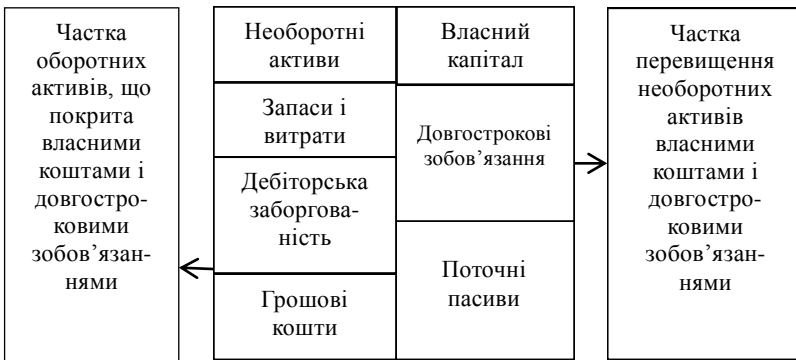 Частка
оборотних
активів, що
покрита
власними
коштами і
довгостро-
ковими
зобов’язан-
нями
Необоротні
активи
Запаси і
витрати
Дебіторська
заборгова-
ність
Грошові
кошти
Власний
капітал
Довгострокові
зобов’язання
Поточні
пасиви
Частка
перевищення
необоротних
активів
власними
коштами і
довгостро-
ковими
зобов’язан-
нями